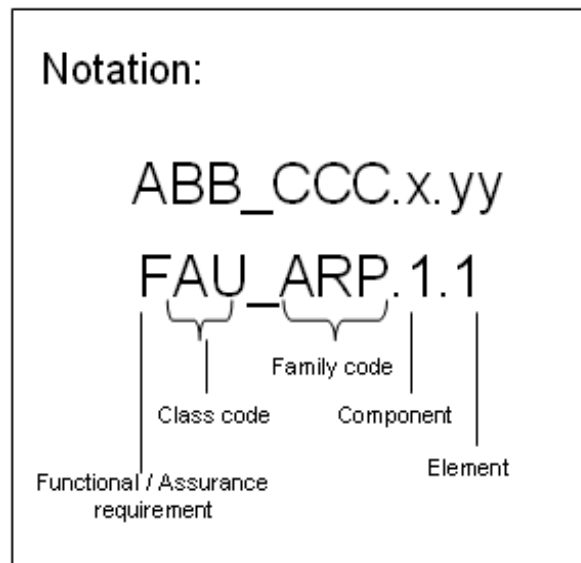 Notation:
ABB_CCC.x.yy
FAU_ARP.1.1
Family code
Class code
Component
Element
Functional / Assurance
requirement